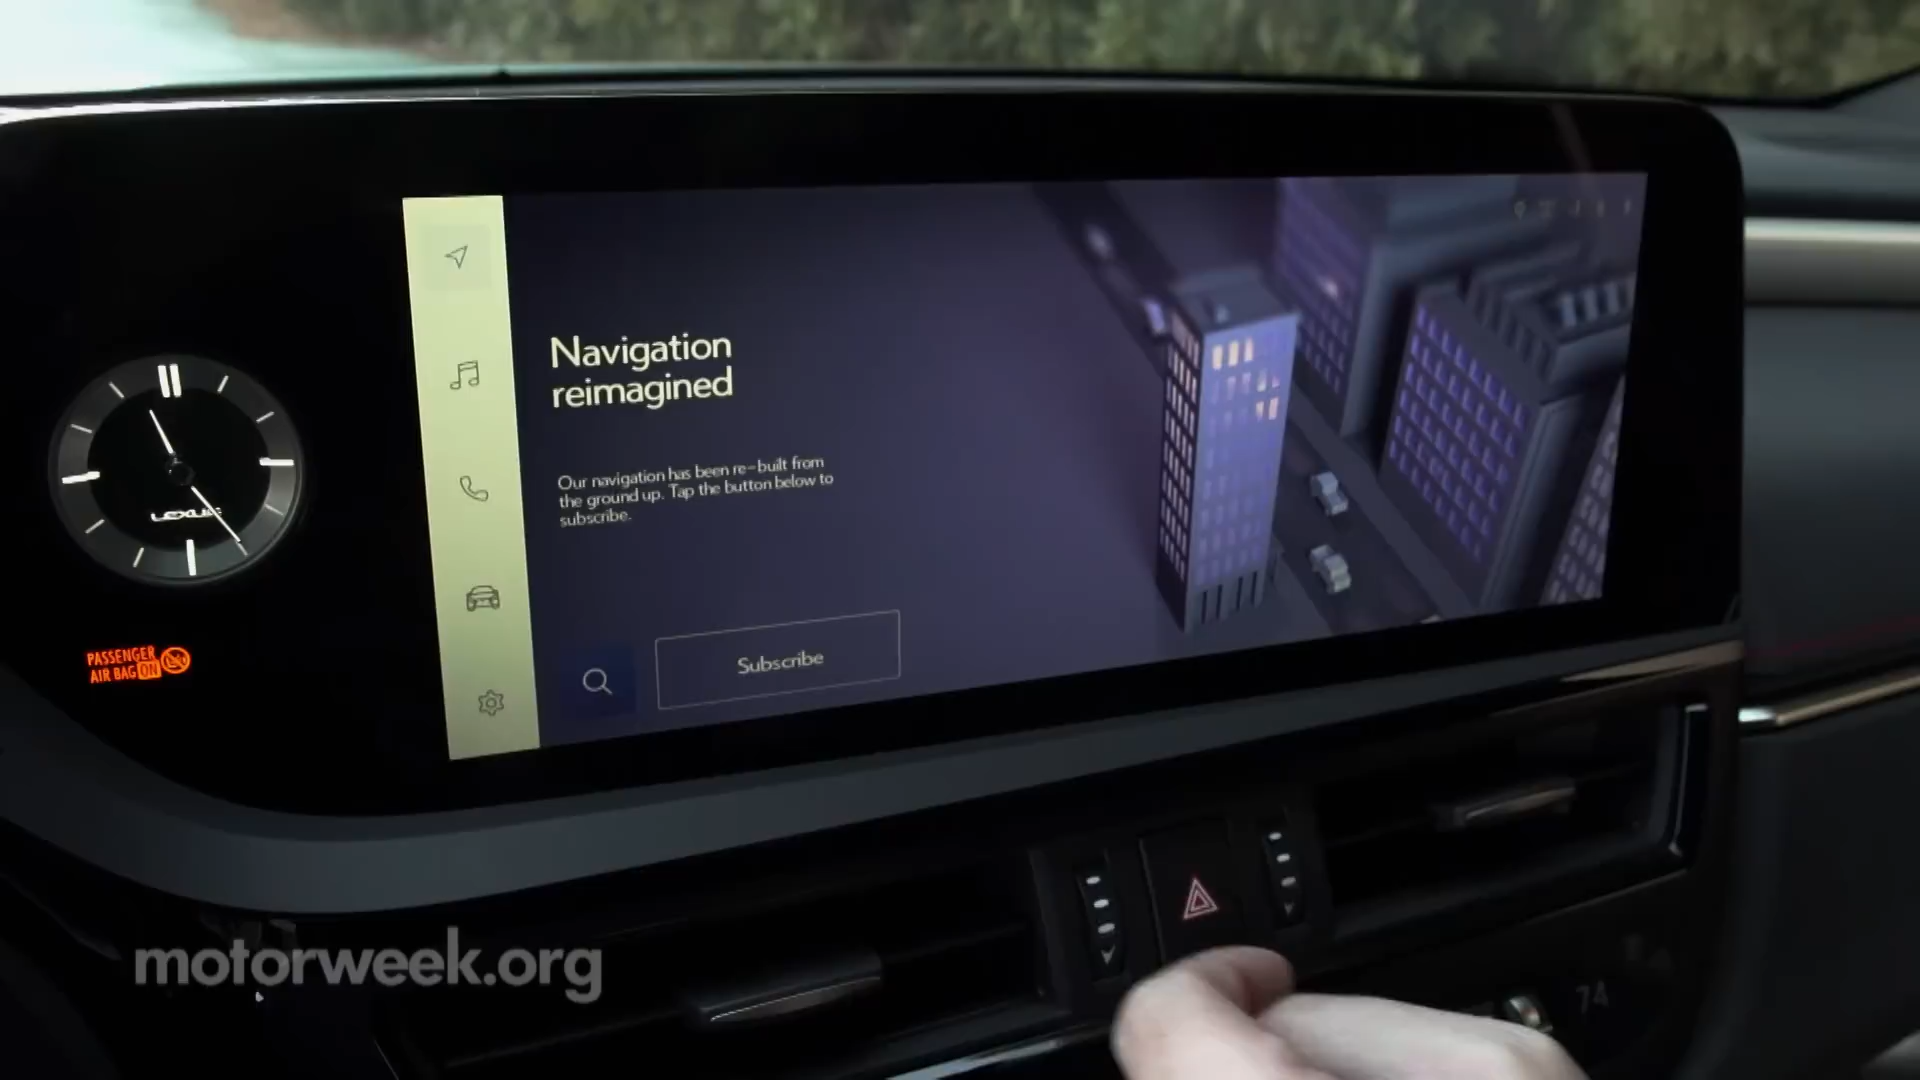 Navigation
reimagined
Our navigation has been re-built from
the ground up. Tap the button below to
subscribe.
Subscribe
LEXUS
PASSENGER
AIR BAG ON
74
motorweek.org